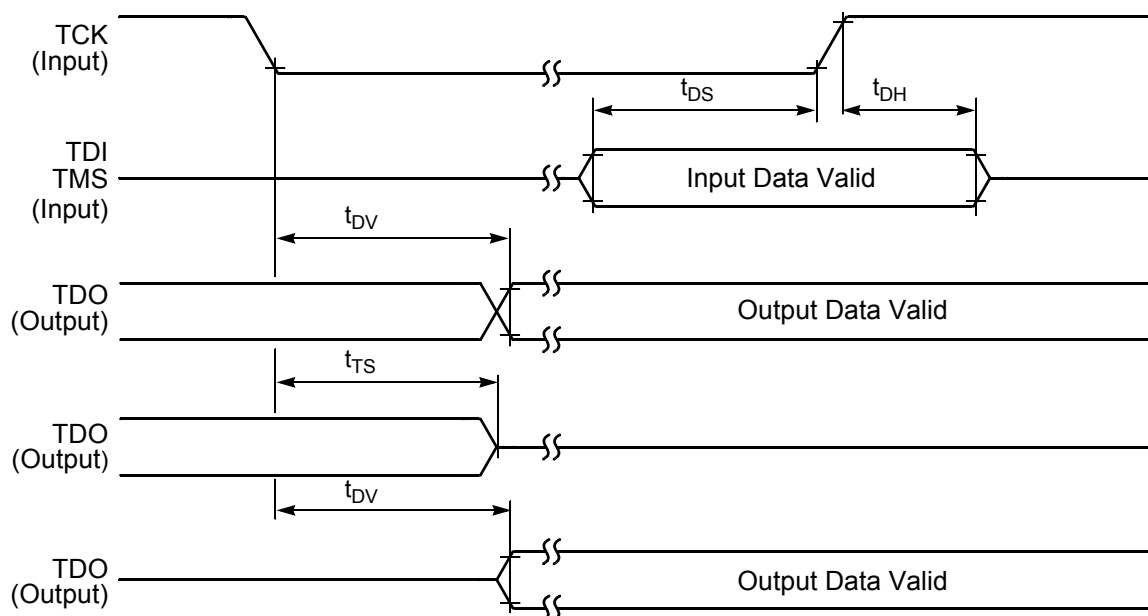 TCK
(Input)
tDS
tDH
TDI
TMS
(Input)
Input Data Valid
tDV
TDO
(Output)
Output Data Valid
tTS
TDO
(Output)
tDV
TDO
(Output)
Output Data Valid